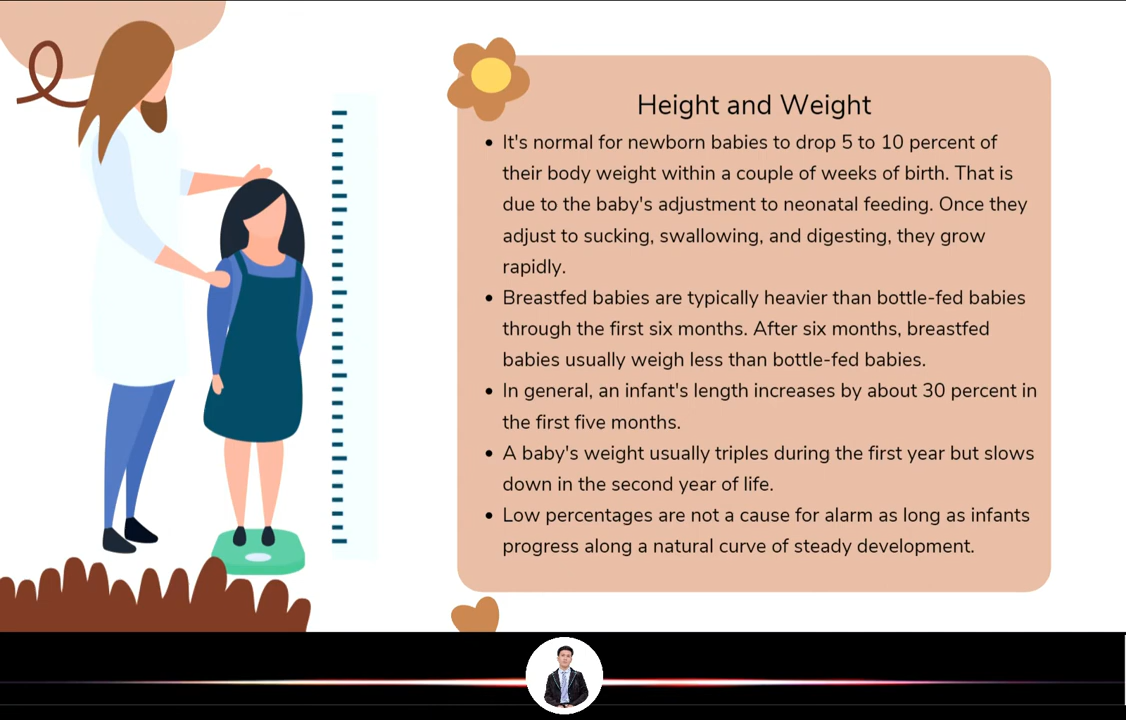 Height and Weight
• It's normal for newborn babies to drop 5 to 10 percent of
their body weight within a couple of weeks of birth. That is
due to the baby's adjustment to neonatal feeding. Once they
adjust to sucking, swallowing, and digesting, they grow
rapidly.
• Breastfed babies are typically heavier than bottle-fed babies
through the first six months. After six months, breastfed
babies usually weigh less than bottle-fed babies.
• In general, an infant's length increases by about 30 percent in
the first five months.
• A baby's weight usually triples during the first year but slows
down in the second year of life.
• Low percentages are not a cause for alarm as long as infants
progress along a natural curve of steady development.